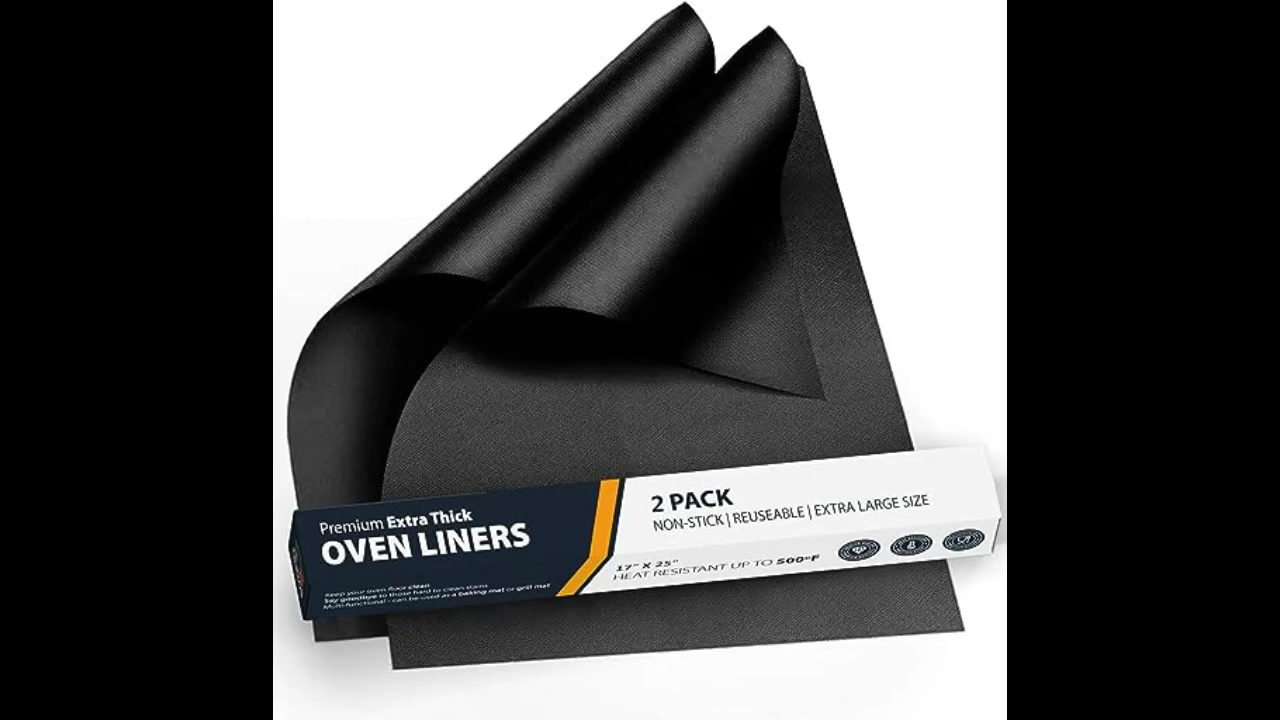 Premium Extra Thick
OVEN LINERS
Keep your oven floor clean
Say goodbye to those hard to clean stains
Multi-functional - can be used as a baking mat or grill mat
2 PACK
NON-STICK | REUSEABLE | EXTRA LARGE SIZE
17" X 25"
HEAT RESISTANT UP TO 500°F